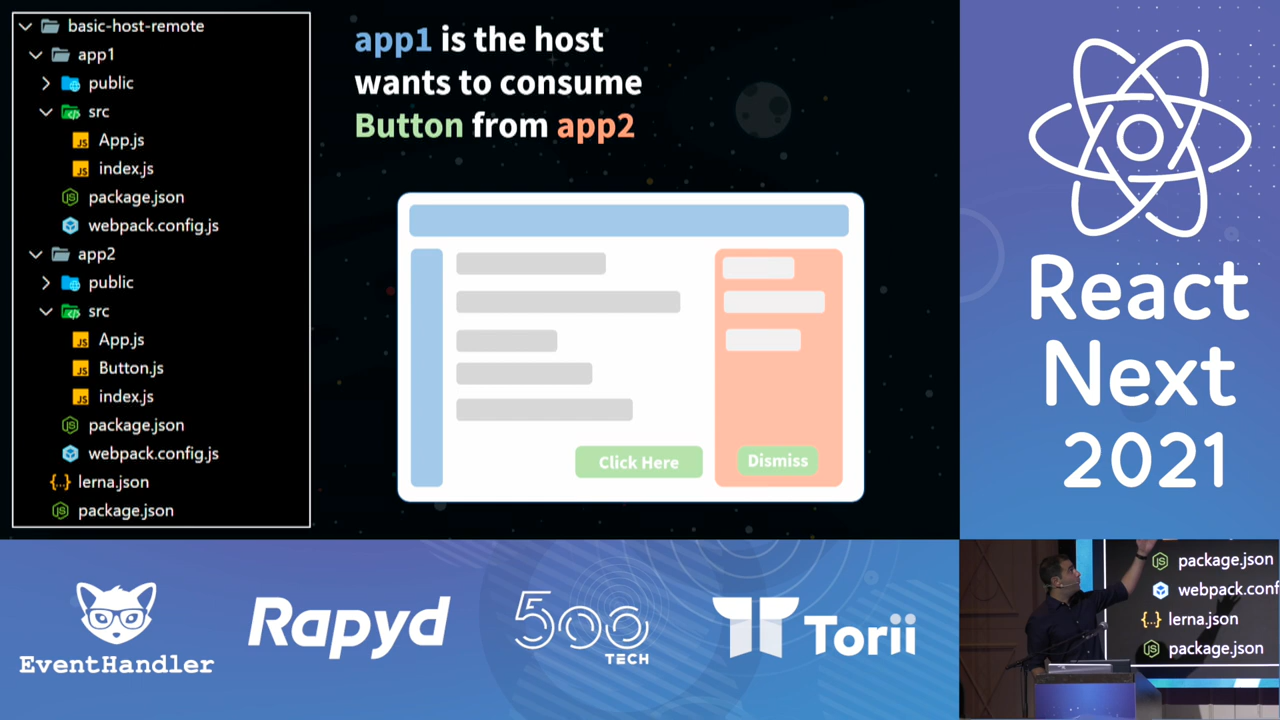 basic-host-remote
app1
public
src
App.js
index.js
package.json
webpack.config.js
app2
public
src
App.js
Button.js
index.js
package.json
webpack.config.js
lerna.json
package.json
app1 is the host
wants to consume
Button from app2
Click Here
Dismiss
React
Next
2021
EventHandler
Rapyd
500
TECH
Torii
package.json
webpack.conf
lerna.json
package.json